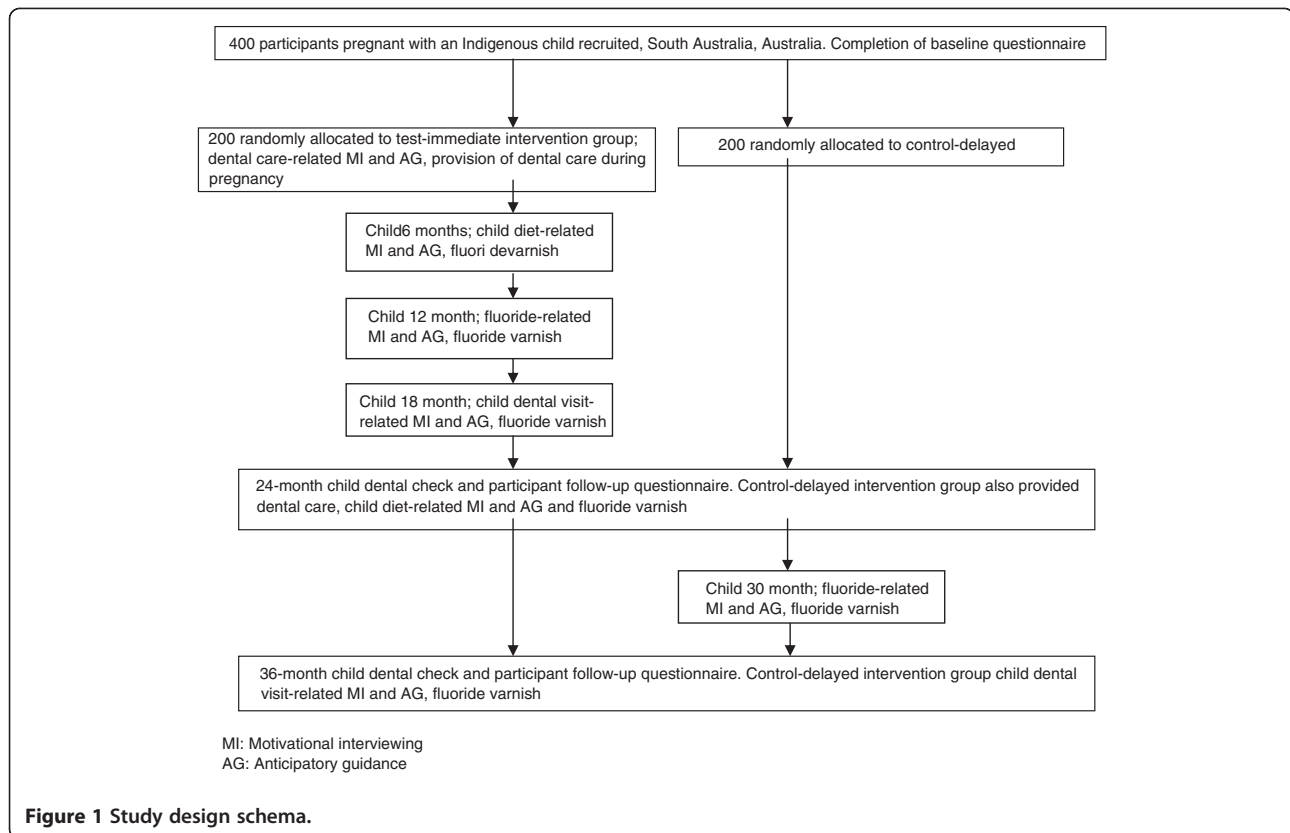 400 participants pregnant with an Indigenous child recruited, South Australia, Australia. Completion of baseline questionnaire
200 randomly allocated to test-immediate intervention group;
dental care-related MI and AG, provision of dental care during
pregnancy
200 randomly allocated to control-delayed
Child6 months; child diet-related
MI and AG, fluori devarnish
Child 12 month; fluoride-related
MI and AG, fluoride varnish
Child 18 month; child dental visit-
related MI and AG, fluoride varnish
24-month child dental check and participant follow-up questionnaire. Control-delayed intervention group also provided
dental care, child diet-related MI and AG and fluoride varnish
Child 30 month; fluoride-related
MI and AG, fluoride varnish
36-month child dental check and participant follow-up questionnaire. Control-delayed intervention group child dental
visit-related MI and AG, fluoride varnish
MI: Motivational interviewing
AG: Anticipatory guidance
Figure 1 Study design schema.